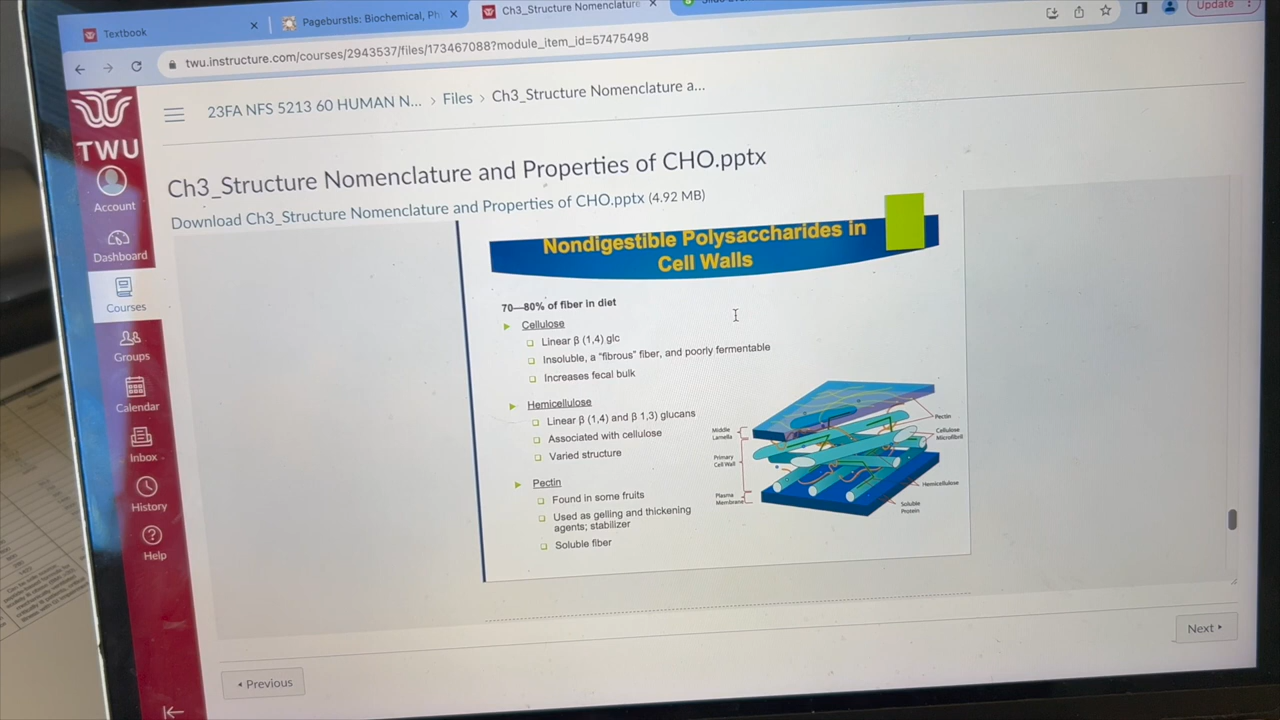 Textbook
Pageburstls: Biochemical, Ph
Ch3_Structure Nomenclature
Update
twu.instructure.com/courses/2943537/files/173467088?module_item_id=57475498
23FA NFS 5213 60 HUMAN N... › Files › Ch3_Structure Nomenclature a...
TWU
Account
Dashboard
Courses
Groups
Calendar
Inbox
History
Help
Ch3_Structure Nomenclature and Properties of CHO.pptx
Download Ch3_Structure Nomenclature and Properties of CHO.pptx (4.92 MB)
Nondigestible Polysaccharides in
Cell Walls
70—80% of fiber in diet
Cellulose
Linear β (1,4) glc
Insoluble, a "fibrous" fiber, and poorly fermentable
Increases fecal bulk
Hemicellulose
Linear β (1,4) and β 1,3) glucans
Associated with cellulose
Varied structure
Pectin
Found in some fruits
Used as gelling and thickening
agents; stabilizer
Soluble fiber
Middle
Lamella
Primary
Cell Wall
Plasma
Membrane
Pectin
Cellulose
Microfibril
Hemicellulose
Soluble
Protein
Previous
Next